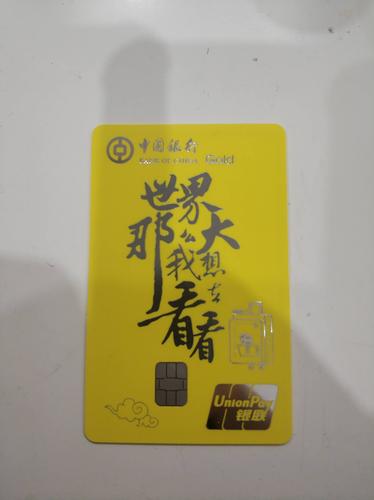 中国银行
BANK OF CHINA Gold
世界
那么大
我想去
看看
UnionPay
银联